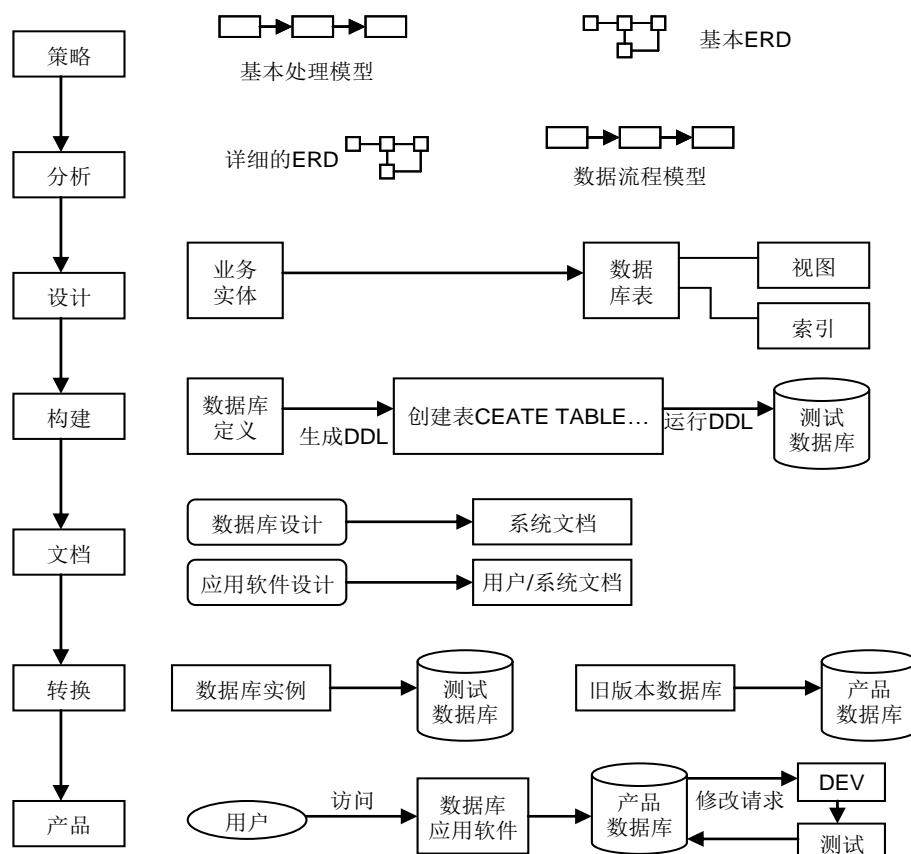 策略
基本处理模型
基本ERD
分析
详细的ERD
数据流程模型
设计
业务
实体
数据
库表
视图
索引
构建
数据库
定义
生成DDL
创建表CEATE TABLE…
运行DDL
测试
数据库
文档
数据库设计
系统文档
应用软件设计
用户/系统文档
转换
数据库实例
测试
数据库
旧版本数据库
产品
数据库
产品
用户
访问
数据库
应用软件
产品
数据库
修改请求
DEV
测试